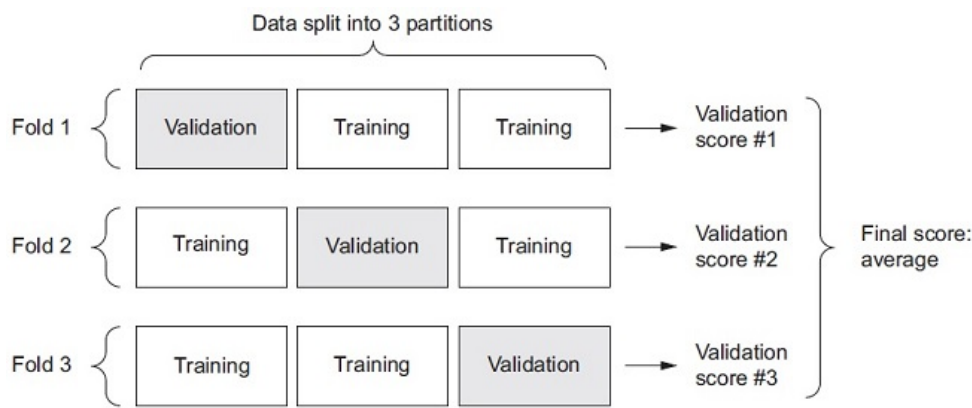 Data split into 3 partitions
Fold 1
Validation
Training
Training
Validation
score #1
Fold 2
Training
Validation
Training
Validation
score #2
Final score:
average
Fold 3
Training
Training
Validation
Validation
score #3